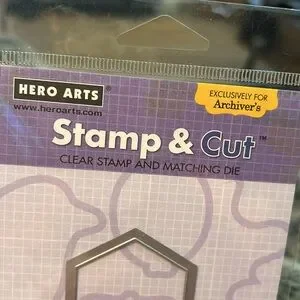 HERO ARTS
www.heroarts.com
EXCLUSIVELY FOR
Archiver's
Stamp & Cut™
CLEAR STAMP AND MATCHING DIE